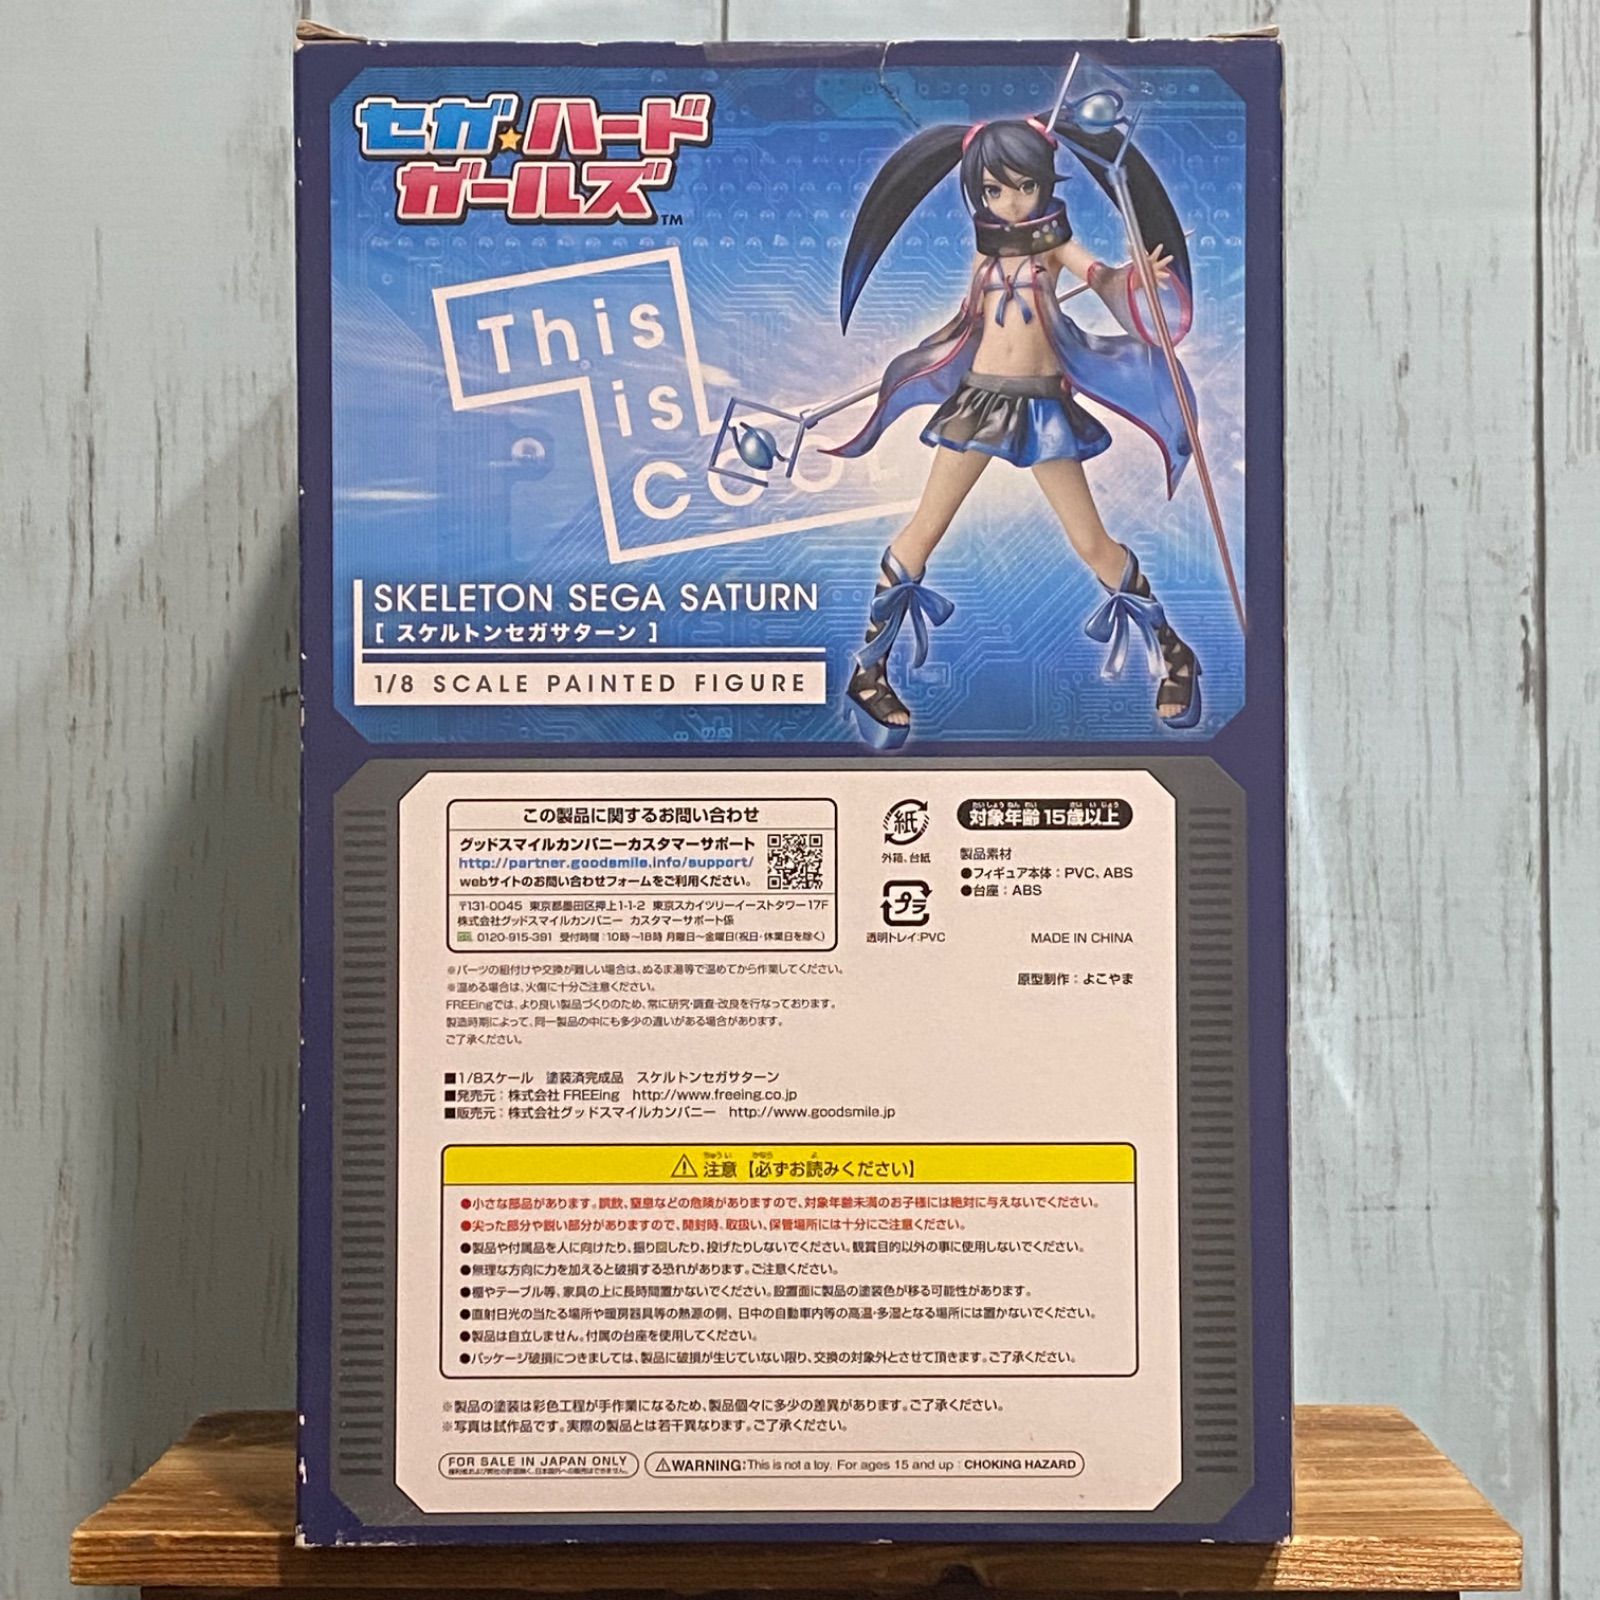 セガ★ハード
ガールズ™
This
is
COOL
SKELETON SEGA SATURN
[ スケルトンセガサターン ]
1/8 SCALE PAINTED FIGURE
この製品に関するお問い合わせ
グッドスマイルカンパニーカスタマーサポート
http://partner.goodsmile.info/support/
webサイトのお問い合わせフォームをご利用ください。
〒131-0045 東京都墨田区押上1-1-2 東京スカイツリーイーストタワー17F
株式会社グッドスマイルカンパニー カスタマーサポート係
0120-915-391 受付時間:10時～18時 月曜日～金曜日(祝日・休業日を除く)
紙
外箱、台紙
プラ
透明トレイ:PVC
たいしょうねんれい さいいじょう
対象年齢15歳以上
製品素材
●フィギュア本体:PVC、ABS
●台座:ABS
MADE IN CHINA
原型制作:よこやま
※パーツの組付けや交換が難しい場合は、ぬるま湯等で温めてから作業してください。
※温める場合は、火傷に十分ご注意ください。
FREEingでは、より良い製品づくりのため、常に研究・調査・改良を行なっております。
製造時期によって、同一製品の中にも多少の違いがある場合があります。
ご了承ください。
■1/8スケール 塗装済完成品 スケルトンセガサターン
■発売元:株式会社 FREEing http://www.freeing.co.jp
■販売元:株式会社グッドスマイルカンパニー http://www.goodsmile.jp
ちゅうい かなら よ
⚠ 注意【必ずお読みください】
●小さな部品があります。誤飲、窒息などの危険がありますので、対象年齢未満のお子様には絶対に与えないでください。
●尖った部分や鋭い部分がありますので、開封時、取扱い、保管場所には十分にご注意ください。
●製品や付属品を人に向けたり、振り回したり、投げたりしないでください。観賞目的以外の事に使用しないでください。
●無理な方向に力を加えると破損する恐れがあります。ご注意ください。
●棚やテーブル等、家具の上に長時間置かないでください。設置面に製品の塗装色が移る可能性があります。
●直射日光の当たる場所や暖房器具等の熱源の側、日中の自動車内等の高温・多湿となる場所には置かないでください。
●製品は自立しません。付属の台座を使用してください。
●パッケージ破損につきましては、製品に破損が生じていない限り、交換の対象外とさせて頂きます。ご了承ください。
※製品の塗装は彩色工程が手作業になるため、製品個々に多少の差異があります。ご了承ください。
※写真は試作品です。実際の製品とは若干異なります。ご了承ください。
FOR SALE IN JAPAN ONLY
⚠WARNING:This is not a toy. For ages 15 and up : CHOKING HAZARD